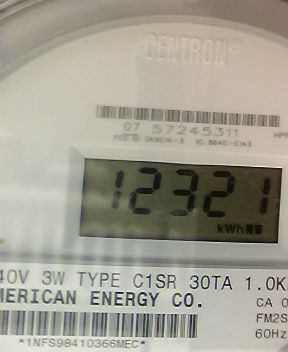 CENTRON®
07 57245311
12321
kWh
40V 3W TYPE C1SR 30TA 1.0K
MERICAN ENERGY CO.
CA 0
FM2S
60Hz
*1NFS98410366MEC*